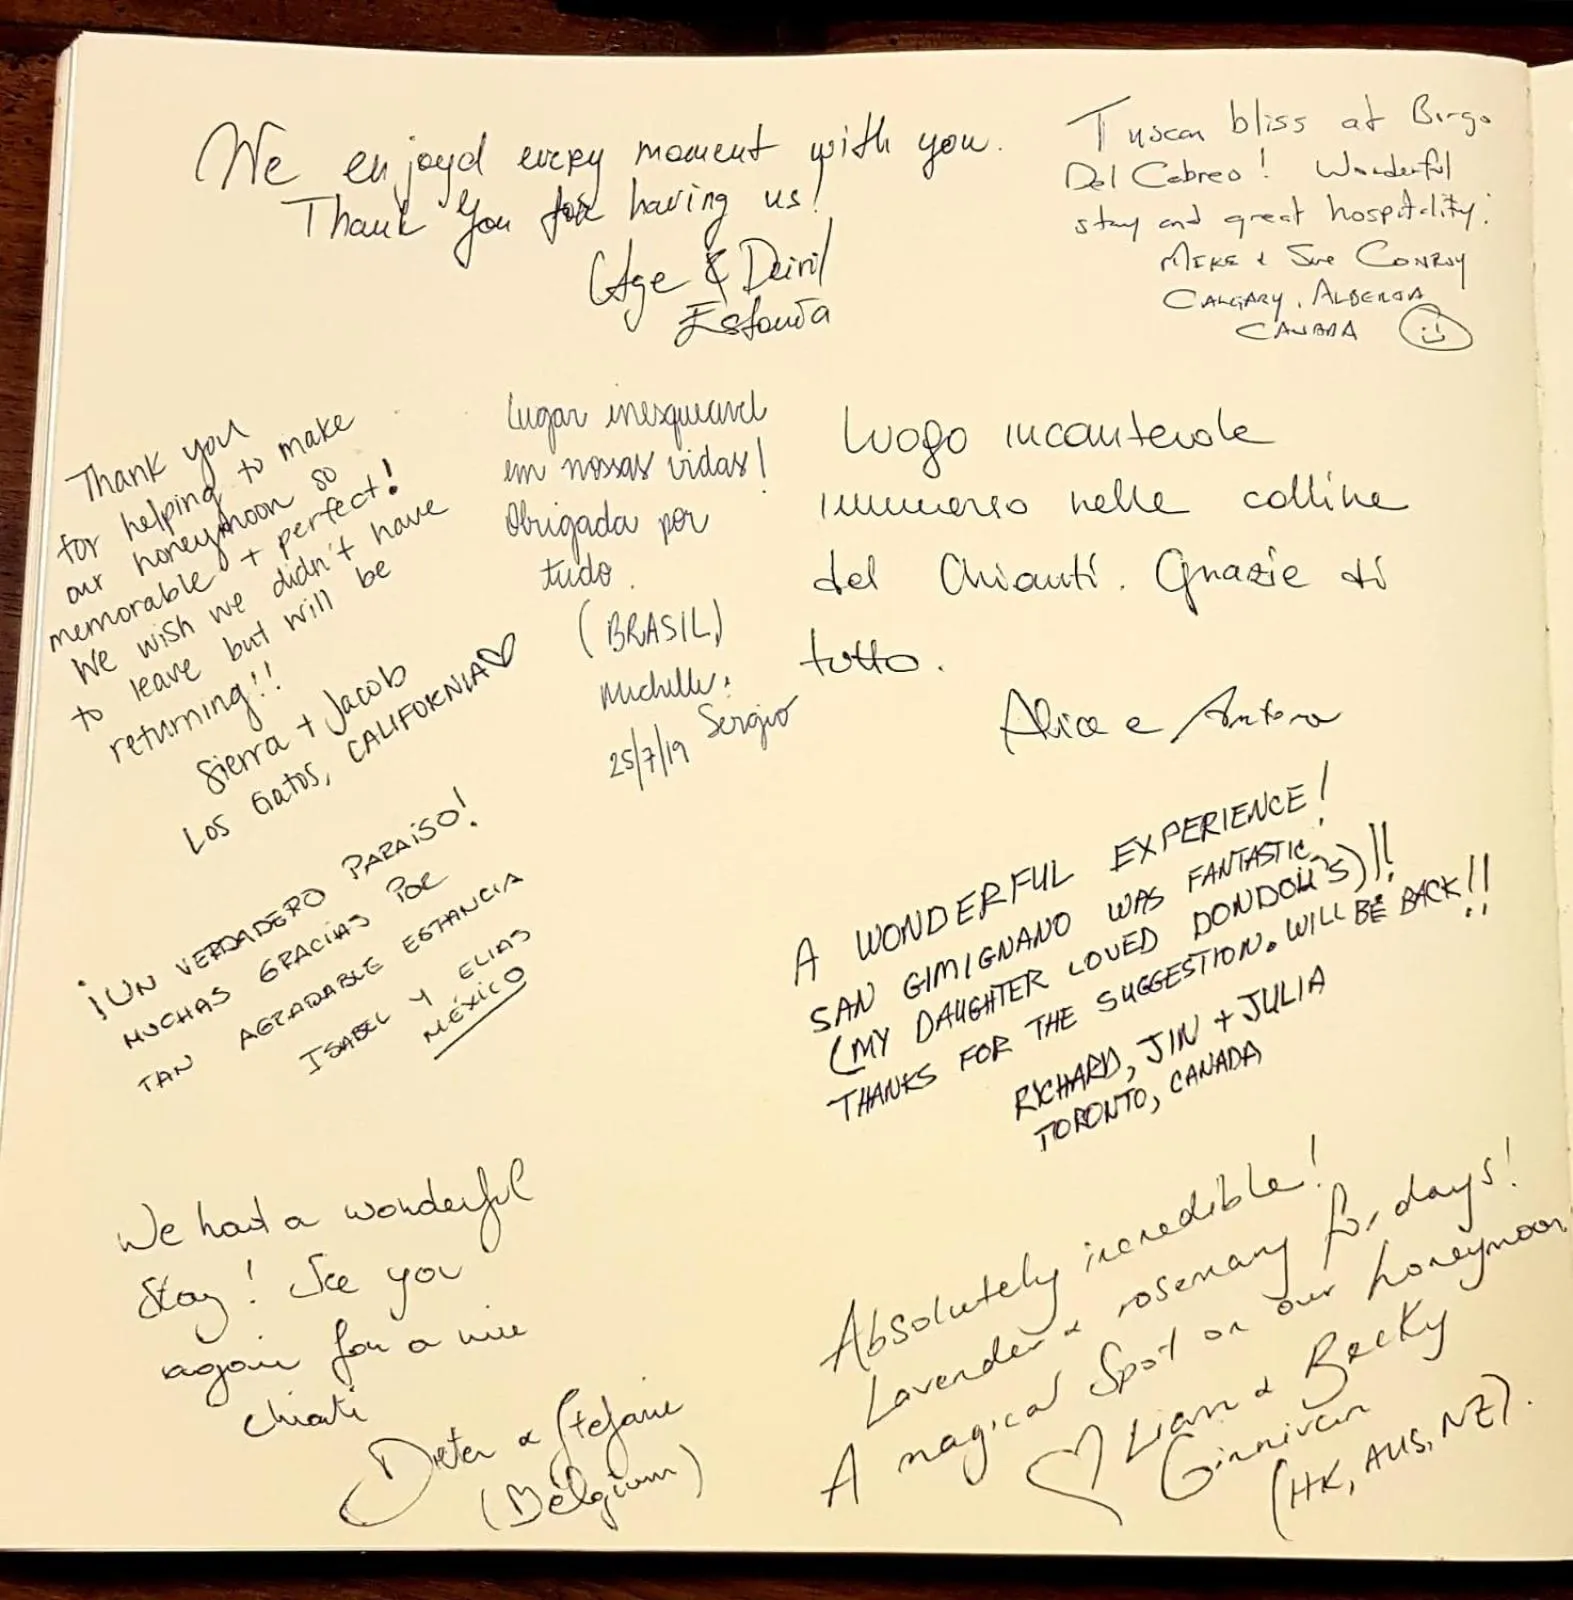 We enjoyd every moment with you.
Thank you for having us!
Age &
Estonia
Tuscan bliss at Borgo
Del Cabreo! Wonderful
stay and great hospitality.
MIKE & Sue CONROY
CALGARY, ALBERTA
CANADA
Thank you
for helping to make
our honeymoon so
memorable + perfect!
We wish we didn't have
to leave but will be
returning!!
Sierra + Jacob
Los Gatos, CALIFORNIA
Lugar inesquecível
em nossas vidas!
Obrigada por
tudo.
(BRASIL)
Michelle
Sergio
25/7/19
Luogo incantevole
immerso nelle colline
del Chianti. Grazie di
tutto.
Alice e
¡UN VERDADERO PARAíSO!
MUCHAS GRACIAS POR
TAN AGRADABLE ESTANCIA
ISABEL Y ELIAS
MÉXICO
A WONDERFUL EXPERIENCE!
SAN GIMIGNANO WAS FANTASTIC.
(MY DAUGHTER LOVED DONDOLI'S)!!
THANKS FOR THE SUGGESTION. WILL BE BACK!!
RICHARD, JIN + JULIA
TORONTO, CANADA
We had a wonderful
stay! See you
again for a nice
chianti
Dieter & Stefanie
(Belgium)
Absolutely incredible!
Lavender & rosemary for days!
A magical spot on our honeymoon
Liam & Becky
Ginnivan
(HK, AUS, NZ).